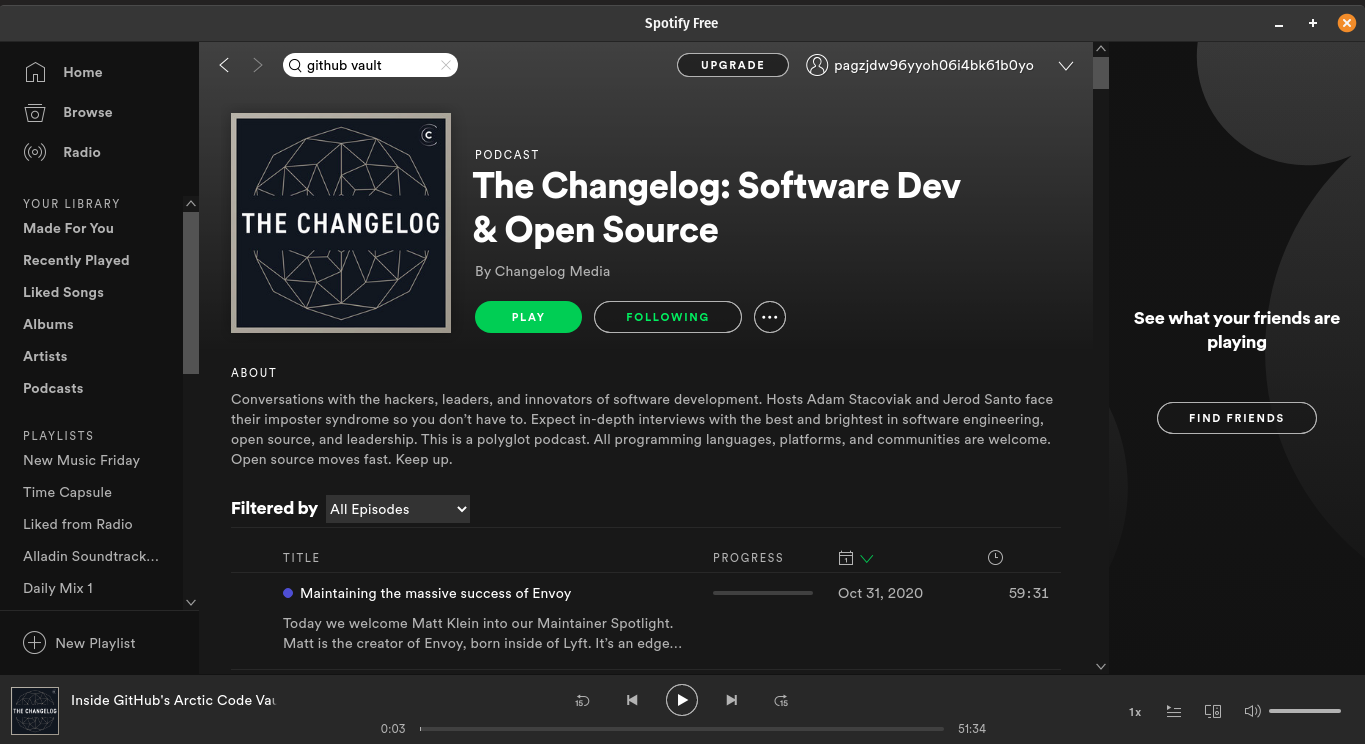 Spotify Free
Home
Browse
Radio
YOUR LIBRARY
Made For You
Recently Played
Liked Songs
Albums
Artists
Podcasts
PLAYLISTS
New Music Friday
Time Capsule
Liked from Radio
Alladin Soundtrack...
Daily Mix 1
New Playlist
github vault
UPGRADE
pagzjdw96yyoh06i4bk61b0yo
C
THE CHANGELOG
PODCAST
The Changelog: Software Dev
& Open Source
By Changelog Media
PLAY
FOLLOWING
ABOUT
Conversations with the hackers, leaders, and innovators of software development. Hosts Adam Stacoviak and Jerod Santo face
their imposter syndrome so you don’t have to. Expect in-depth interviews with the best and brightest in software engineering,
open source, and leadership. This is a polyglot podcast. All programming languages, platforms, and communities are welcome.
Open source moves fast. Keep up.
Filtered by All Episodes
TITLE PROGRESS 1
Maintaining the massive success of Envoy Oct 31, 2020 59:31
Today we welcome Matt Klein into our Maintainer Spotlight.
Matt is the creator of Envoy, born inside of Lyft. It’s an edge...
See what your friends are
playing
FIND FRIENDS
THE CHANGELOG
Inside GitHub's Arctic Code Vau
15
15
0:03
51:34
1x